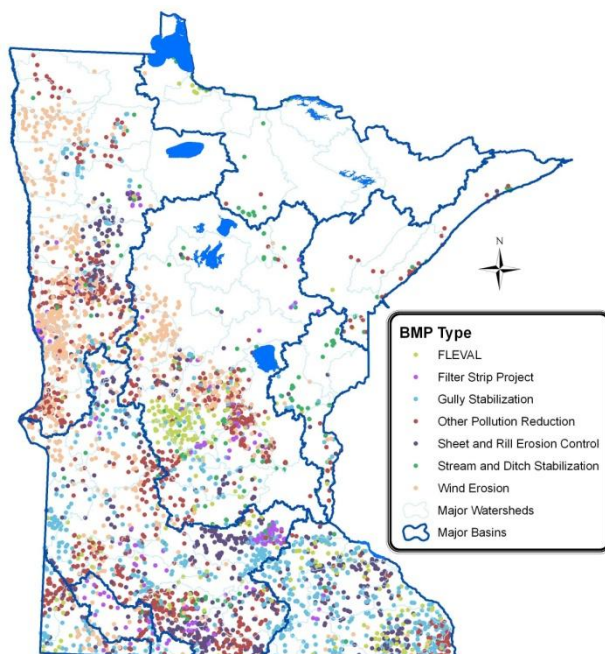 N
BMP Type
FLEVAL
Filter Strip Project
Gully Stabilization
Other Pollution Reduction
Sheet and Rill Erosion Control
Stream and Ditch Stabilization
Wind Erosion
Major Watersheds
Major Basins